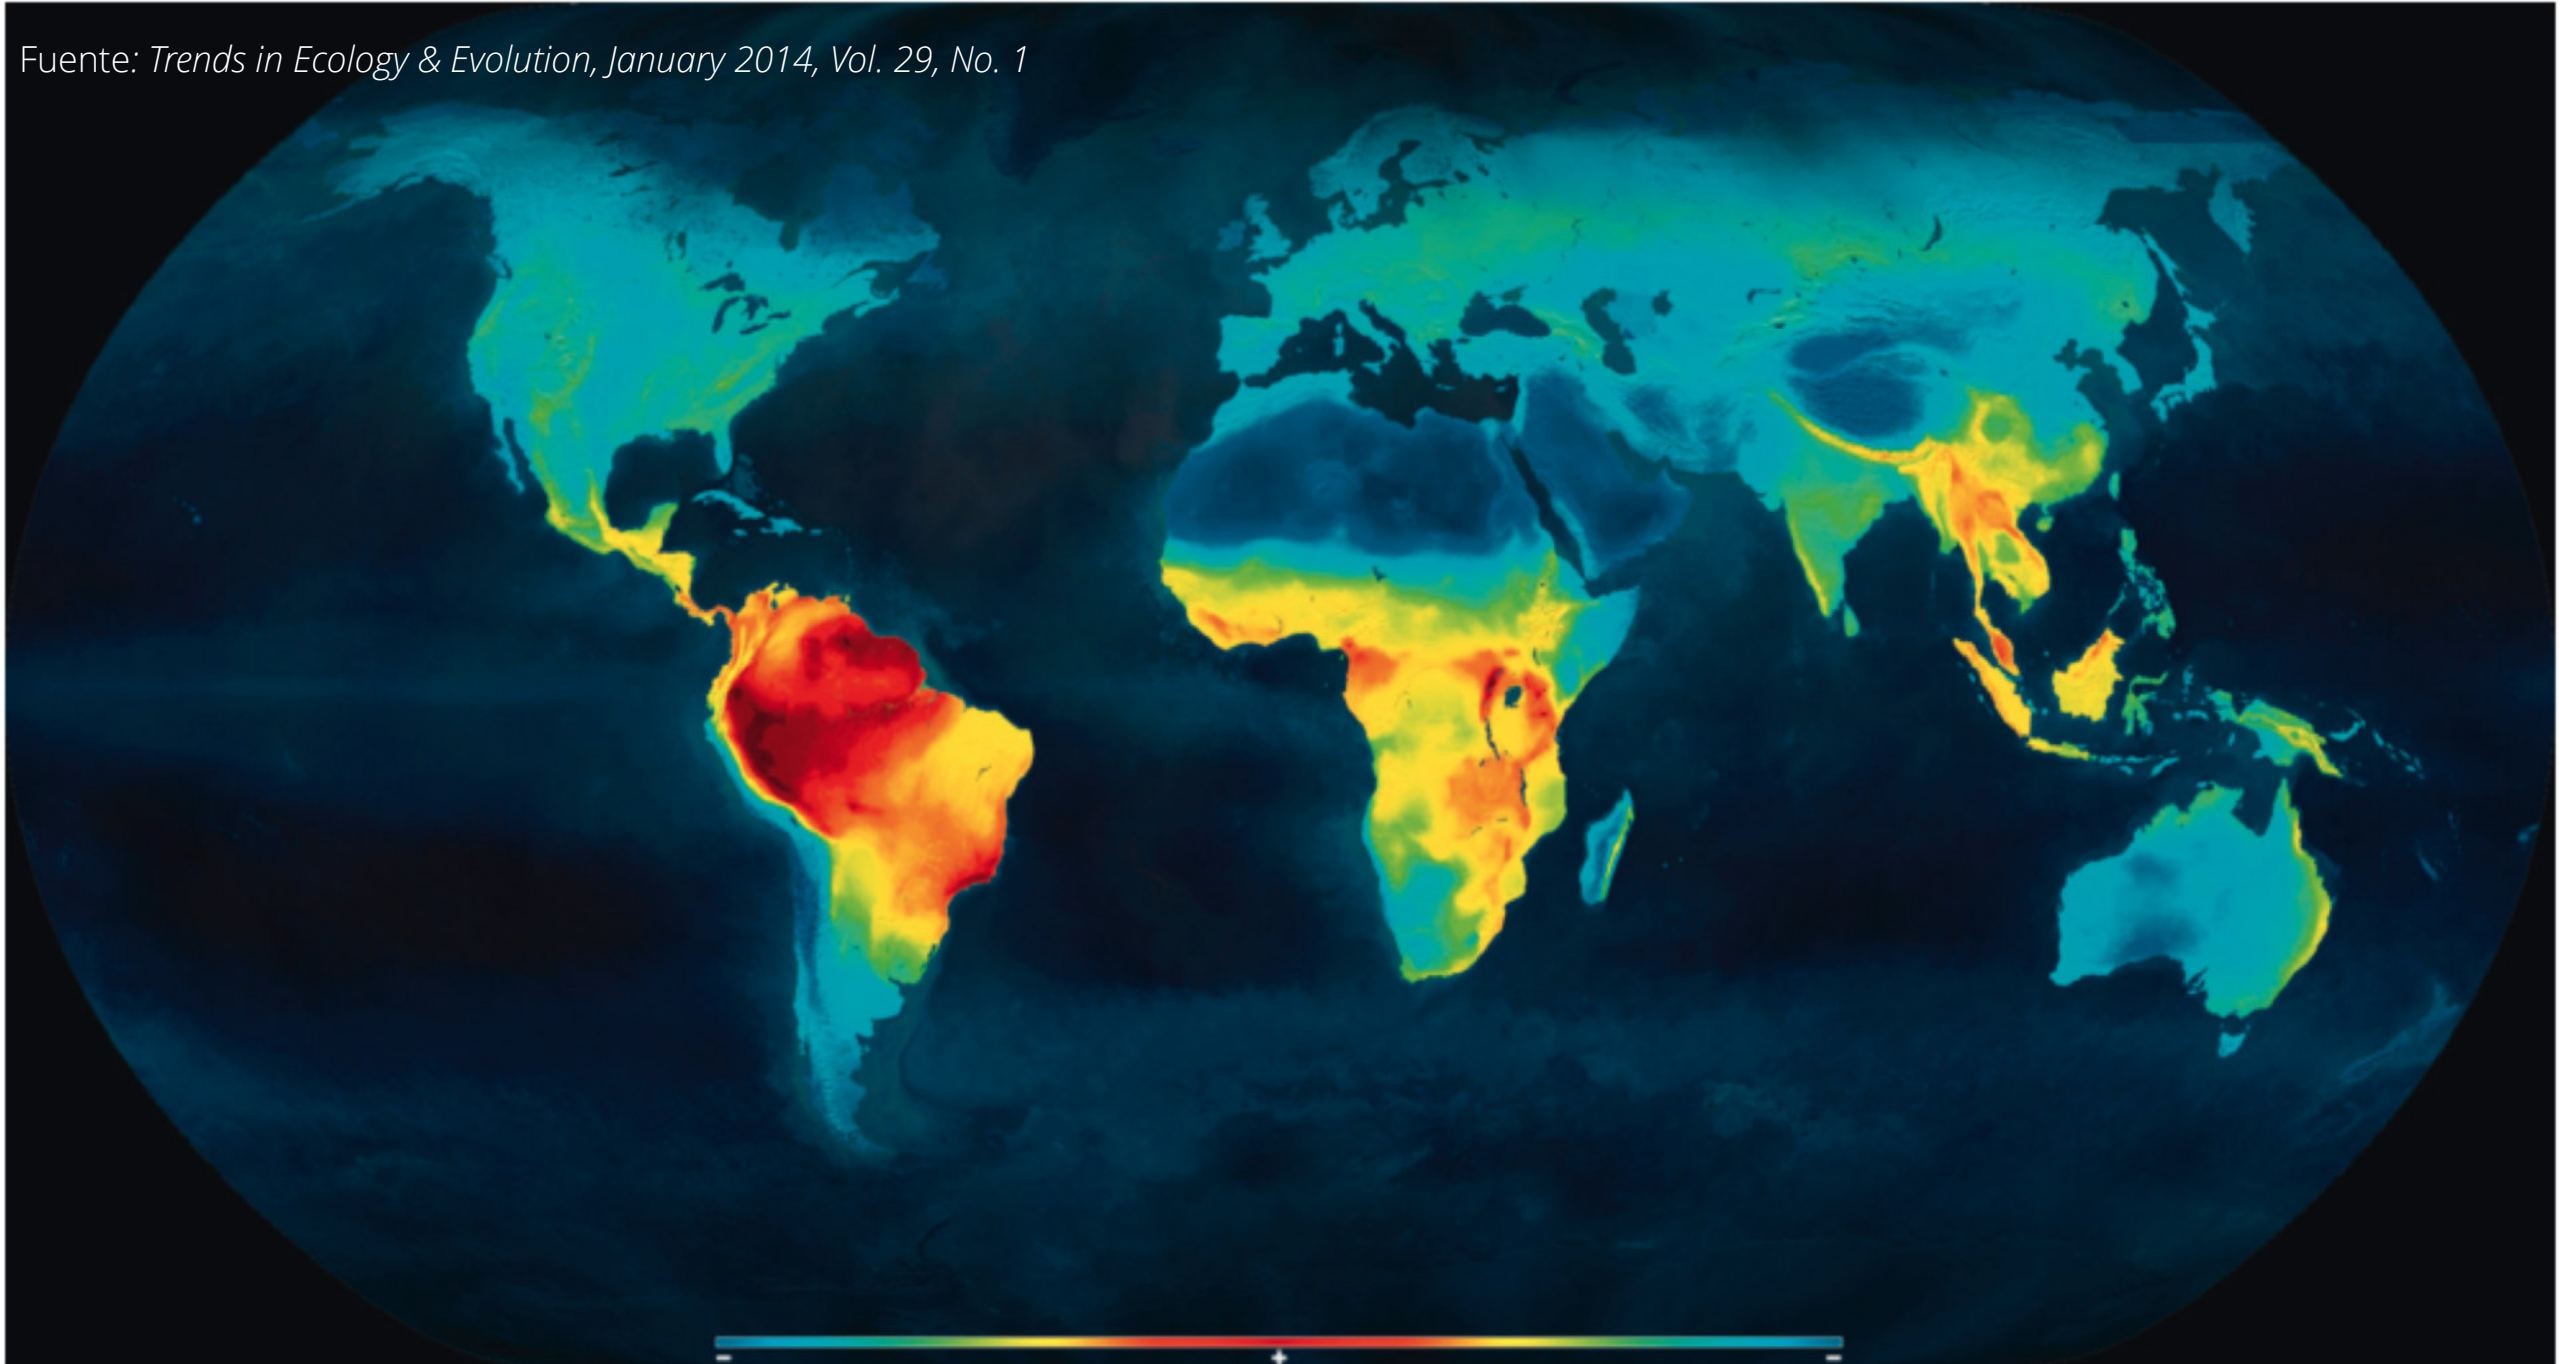 Fuente: Trends in Ecology & Evolution, January 2014, Vol. 29, No. 1
- + -